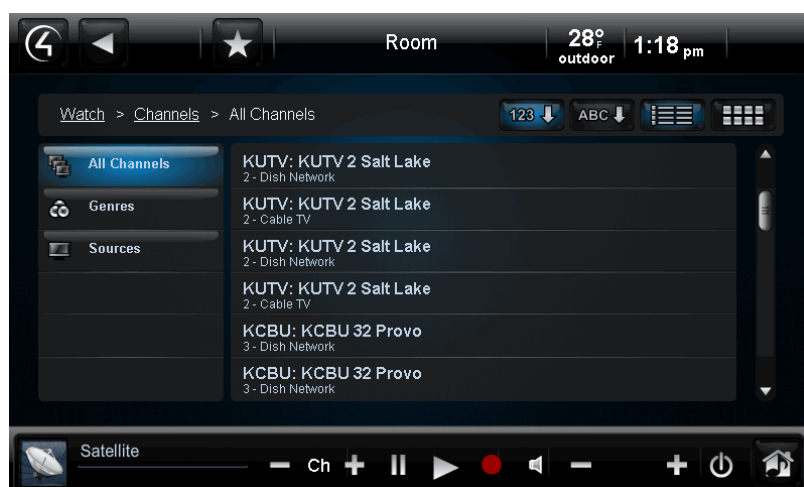 4
Room
28°F
outdoor
1:18 pm
Watch > Channels > All Channels
123
ABC
All Channels
Genres
Sources
KUTV: KUTV 2 Salt Lake
2 - Dish Network
KUTV: KUTV 2 Salt Lake
2 - Cable TV
KUTV: KUTV 2 Salt Lake
2 - Dish Network
KUTV: KUTV 2 Salt Lake
2 - Cable TV
KCBU: KCBU 32 Provo
3 - Dish Network
KCBU: KCBU 32 Provo
3 - Dish Network
Satellite
Ch